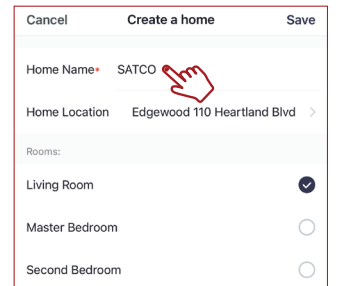 Cancel Create a home Save
Home Name* SATCO
Home Location Edgewood 110 Heartland Blvd >
Rooms:
Living Room
Master Bedroom
Second Bedroom